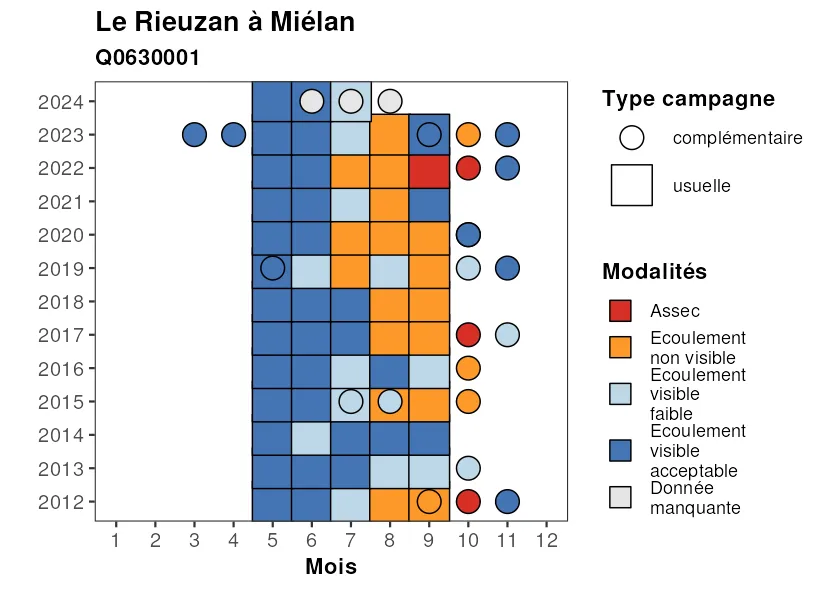 Le Rieuzan à Miélan
Q0630001
2024
2023
2022
2021
2020
2019
2018
2017
2016
2015
2014
2013
2012
1 2 3 4 5 6 7 8 9 10 11 12
Mois
Type campagne
complémentaire
usuelle
Modalités
Assec
Ecoulement
non visible
Ecoulement
visible
faible
Ecoulement
visible
acceptable
Donnée
manquante